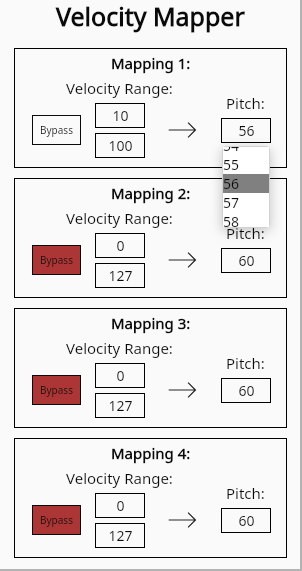 Velocity Mapper
Mapping 1:
Velocity Range:
Pitch:
Bypass
10
100
56
54
55
56
57
58
Mapping 2:
Velocity Range:
Pitch:
Bypass
0
127
60
Mapping 3:
Velocity Range:
Pitch:
Bypass
0
127
60
Mapping 4:
Velocity Range:
Pitch:
Bypass
0
127
60